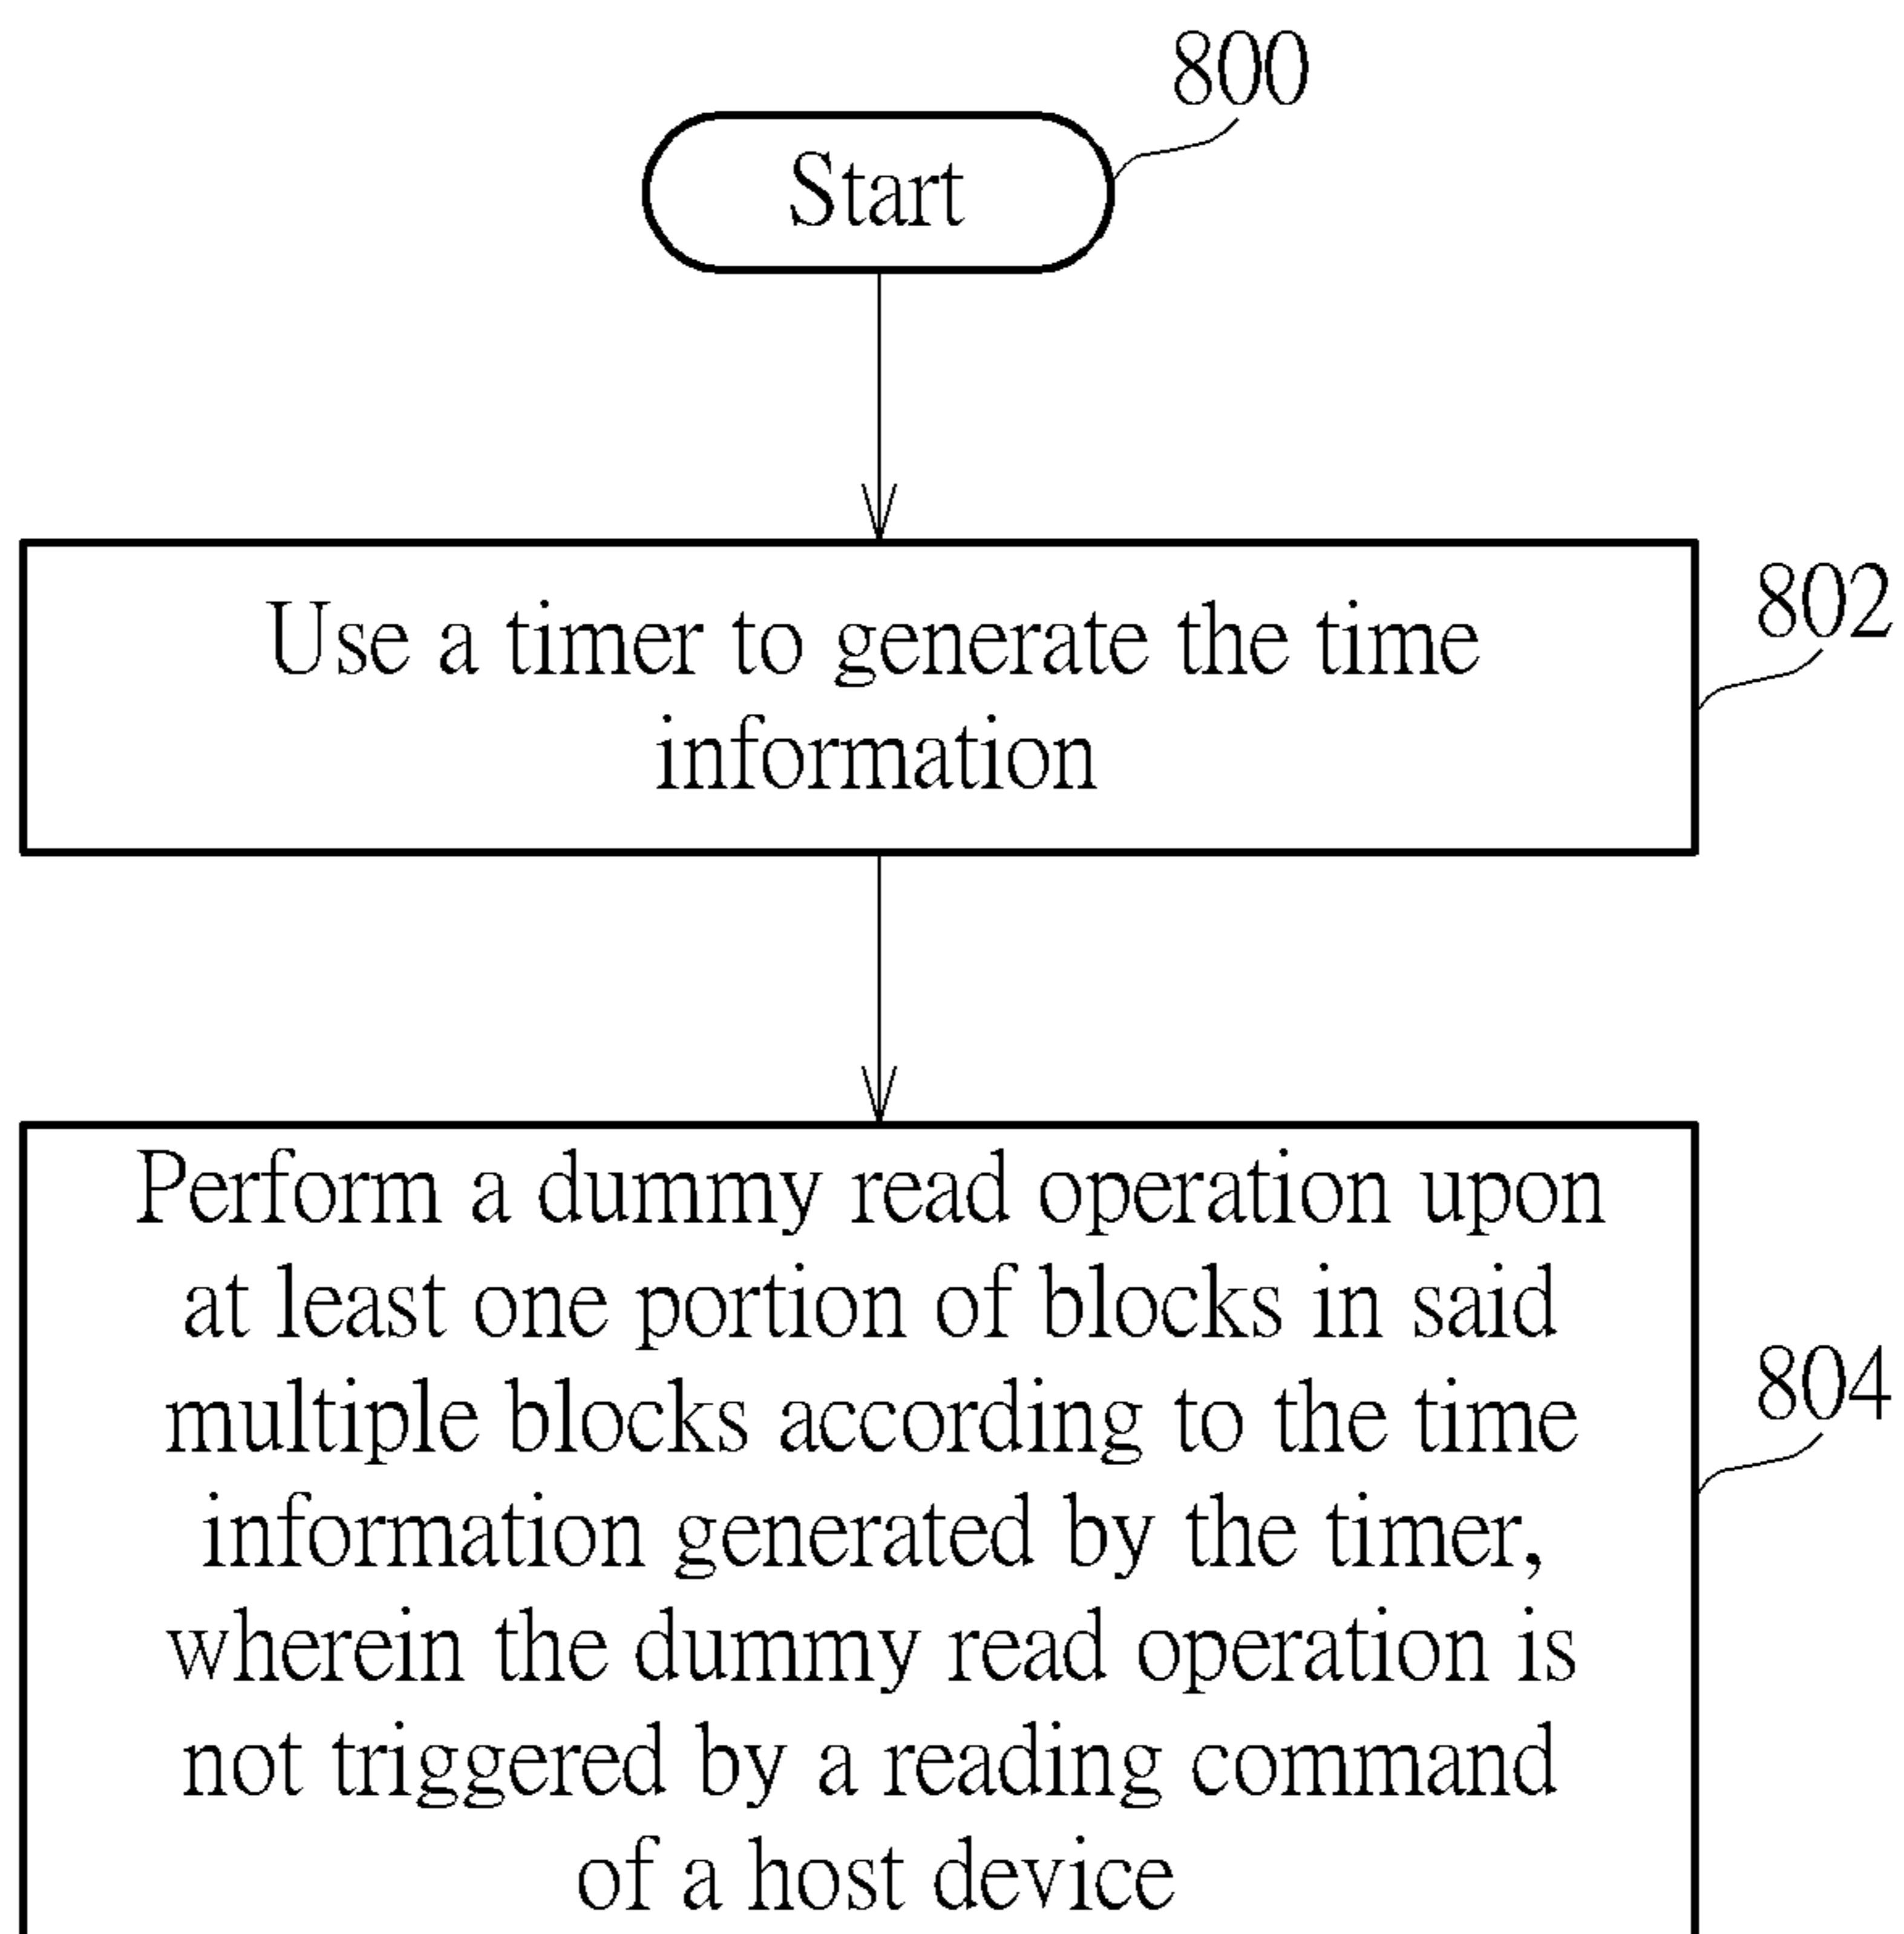 800
Start
802
Use a timer to generate the time
information
Perform a dummy read operation upon
at least one portion of blocks in said
804
multiple blocks according to the time
information generated by the timer,
wherein the dummy read operation is
not triggered by a reading command
of a host device